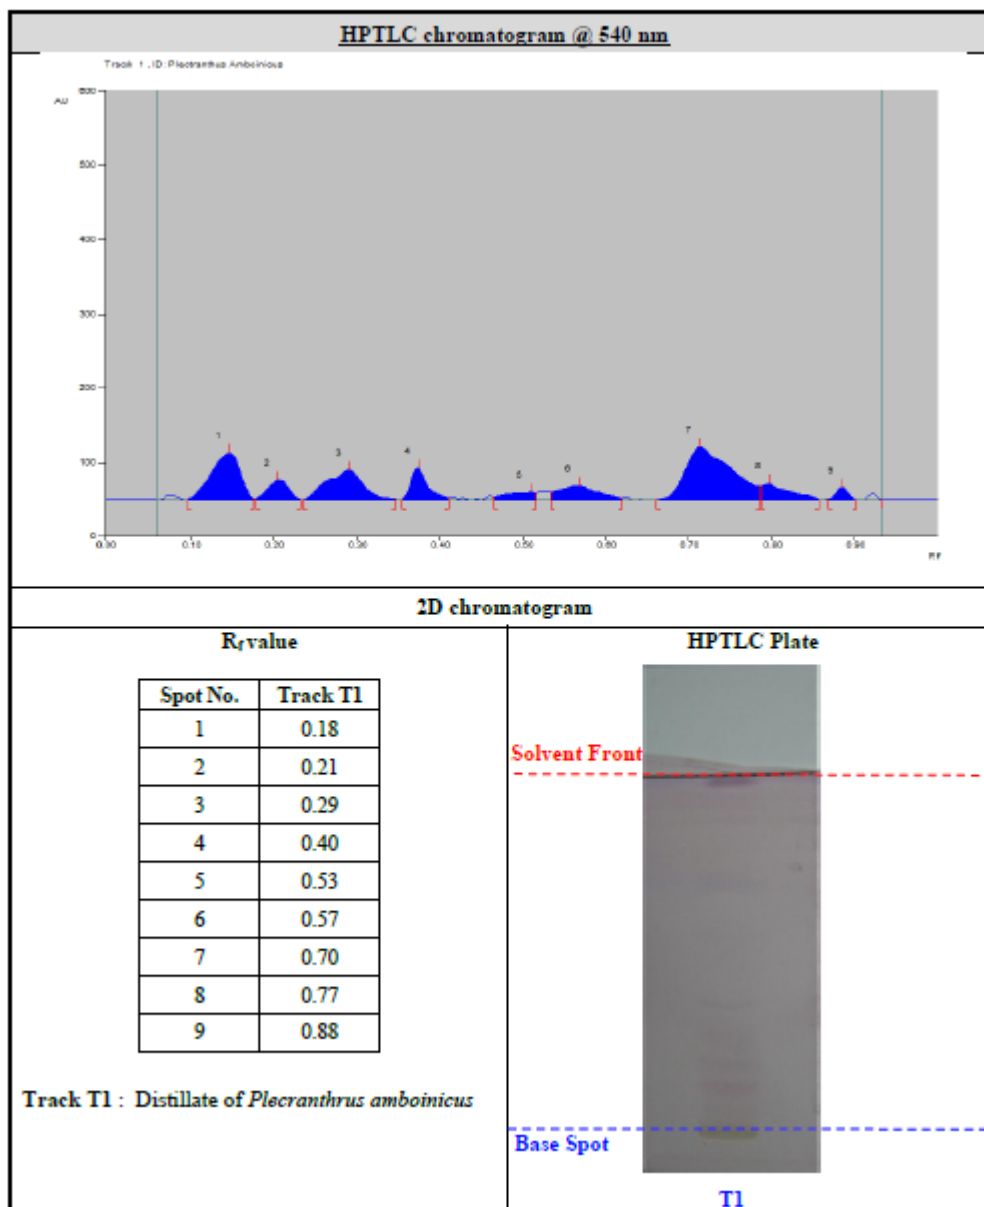 HPTLC chromatogram @ 540 nm
Track 1 , ID: Plectranthus Amboinicus
AU
600
500
400
300
200
100
0
1
2
3
4
5
6
7
8
9
0.00 0.10 0.20 0.30 0.40 0.50 0.60 0.70 0.80 0.90
RF
2D chromatogram
Rf value
Spot No. Track T1
1 0.18
2 0.21
3 0.29
4 0.40
5 0.53
6 0.57
7 0.70
8 0.77
9 0.88
Track T1 : Distillate of Plecranthrus amboinicus
HPTLC Plate
Solvent Front
Base Spot
T1